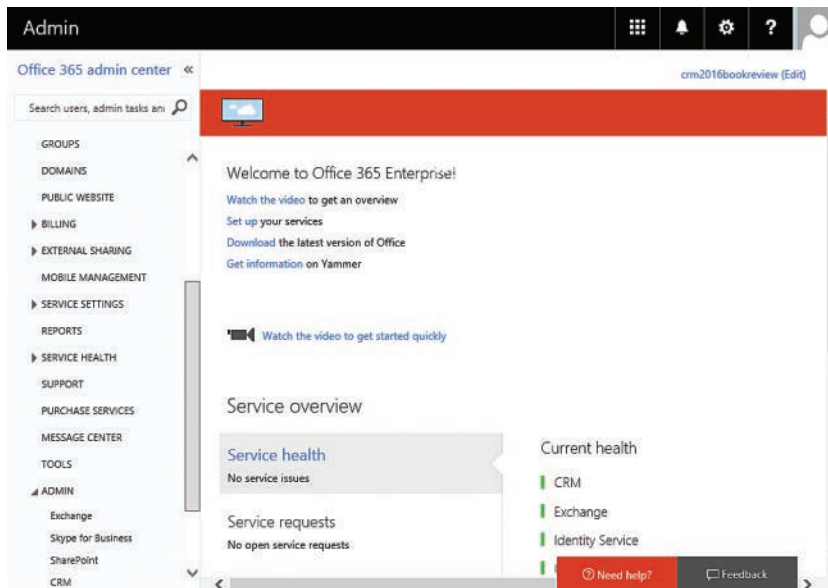 Admin
?
Office 365 admin center «
crm2016bookreview (Edit)
Search users, admin tasks an
GROUPS
DOMAINS
PUBLIC WEBSITE
BILLING
EXTERNAL SHARING
MOBILE MANAGEMENT
SERVICE SETTINGS
REPORTS
SERVICE HEALTH
SUPPORT
PURCHASE SERVICES
MESSAGE CENTER
TOOLS
ADMIN
Exchange
Skype for Business
SharePoint
CRM
Welcome to Office 365 Enterprise!
Watch the video to get an overview
Set up your services
Download the latest version of Office
Get information on Yammer
Watch the video to get started quickly
Service overview
Service health
No service issues
Service requests
No open service requests
Current health
CRM
Exchange
Identity Service
Need help?
Feedback